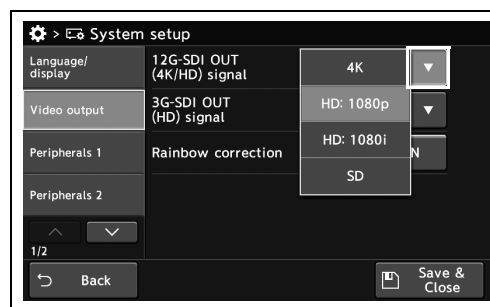 > System setup
Language/
display
12G-SDI OUT
(4K/HD) signal
4K
Video output
3G-SDI OUT
(HD) signal
HD: 1080p
HD: 1080i
Peripherals 1
Rainbow correction
N
SD
Peripherals 2
1/2
Back
Save &
Close